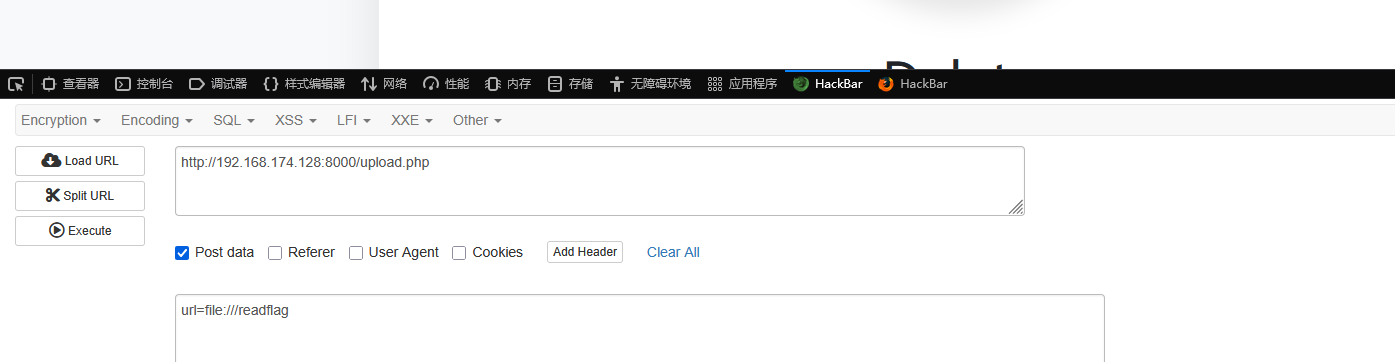 查看器 控制台 调试器 样式编辑器 网络 性能 内存 存储 无障碍环境 应用程序 HackBar HackBar
Encryption Encoding SQL XSS LFI XXE Other
Load URL
http://192.168.174.128:8000/upload.php
Split URL
Execute
Post data Referer User Agent Cookies Add Header Clear All
url=file:///readflag